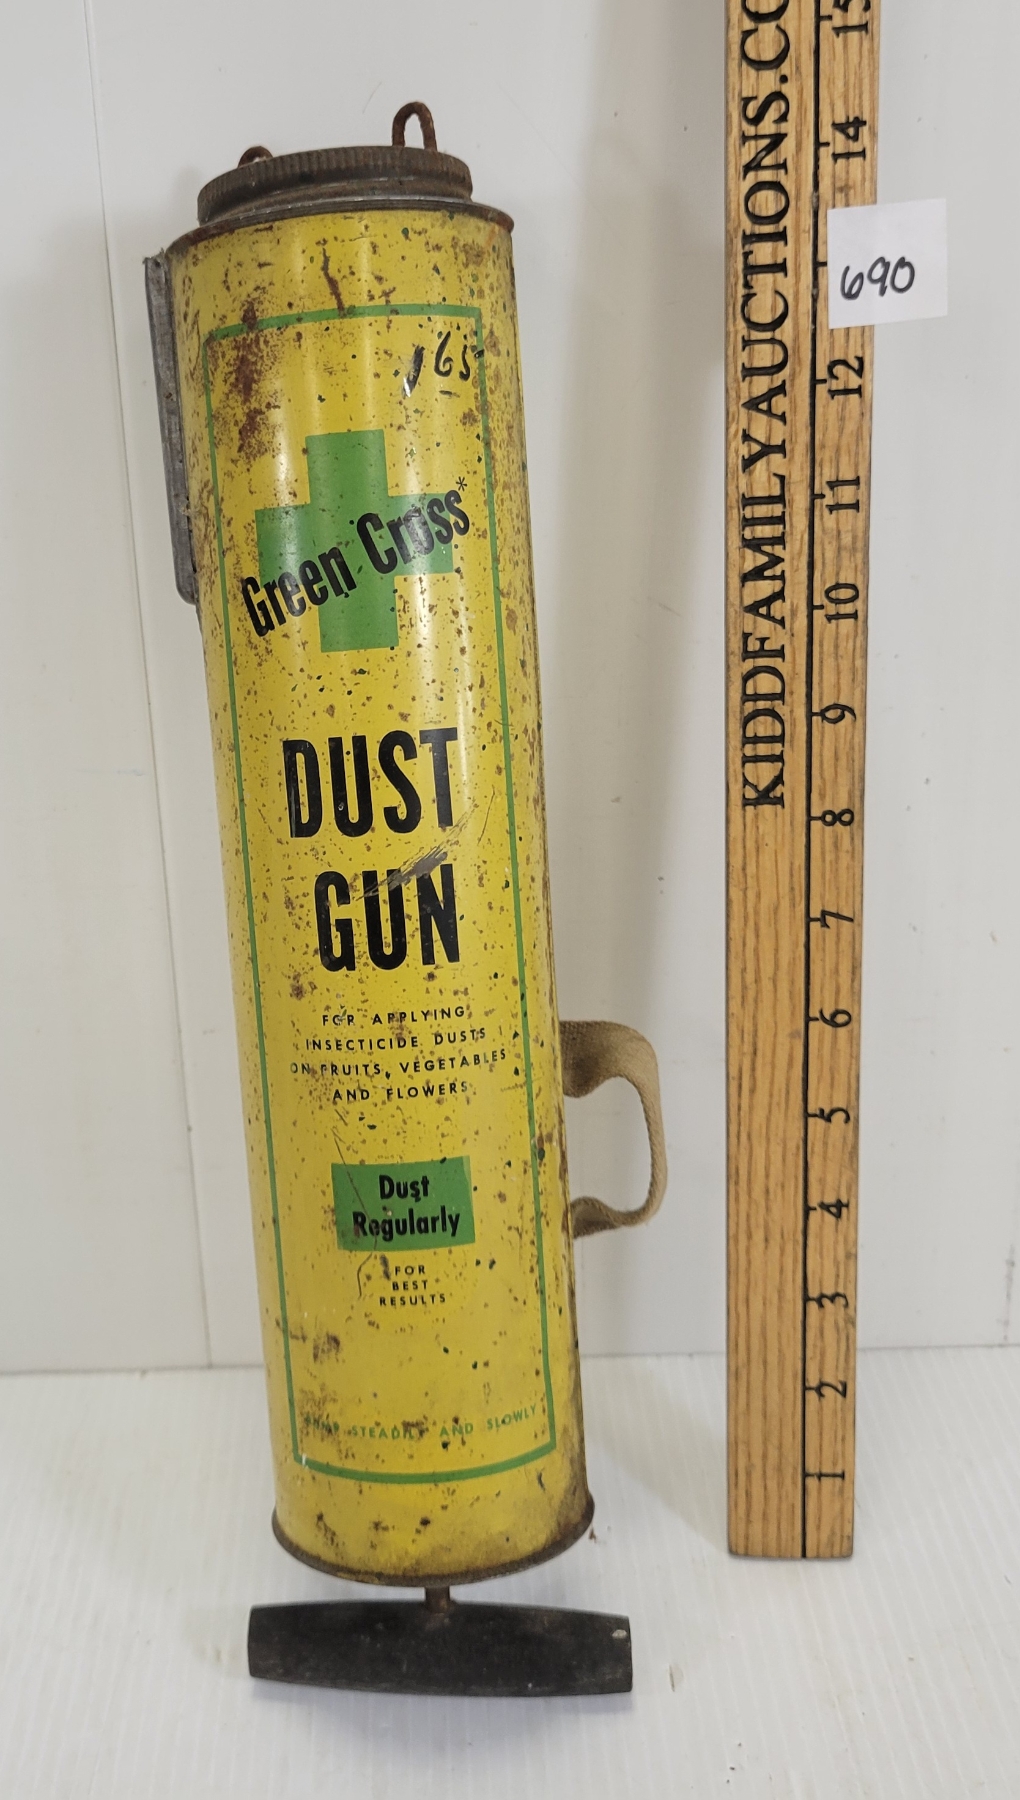 165
Green Cross*
DUST
GUN
FOR APPLYING
INSECTICIDE DUSTS
ON FRUITS, VEGETABLES
AND FLOWERS
Dust
Regularly
FOR
BEST
RESULTS
STEADILY AND SLOWLY
KIDDFAMILYAUCTIONS.CO
690
15
14
12
11
10
9
8
7
6
5
4
3
2
1